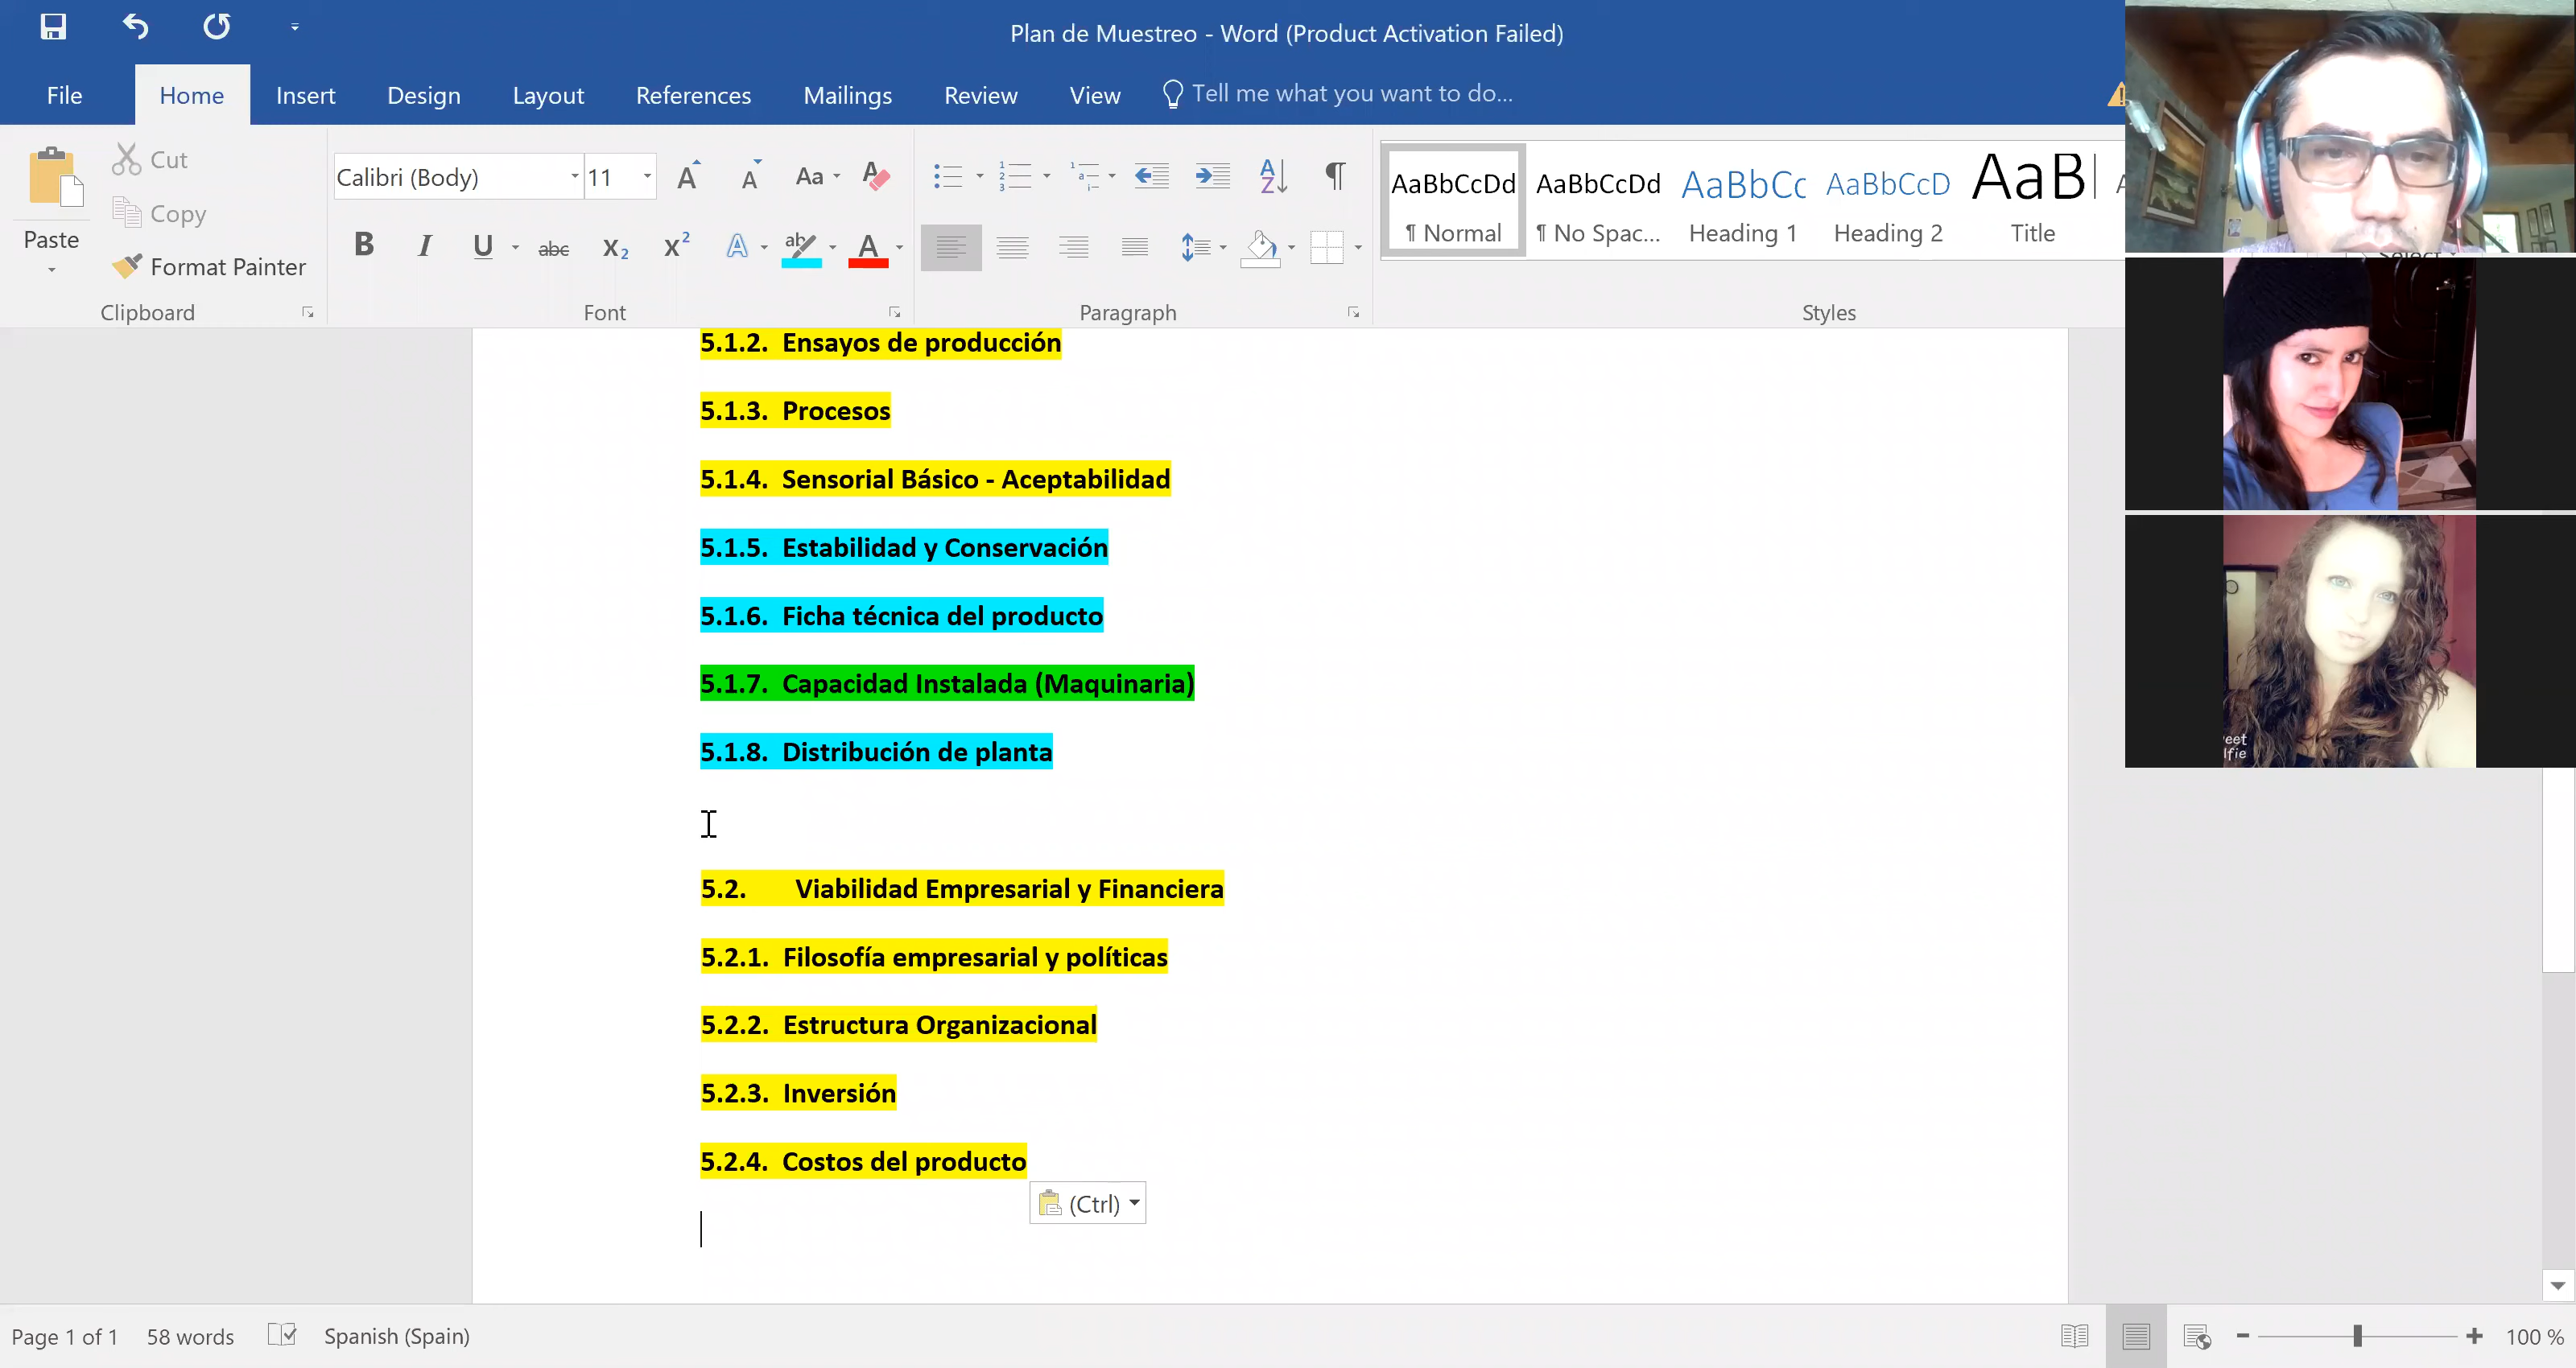 Plan de Muestreo - Word (Product Activation Failed)
File Home Insert Design Layout References Mailings Review View Tell me what you want to do...
Paste
Cut
Copy
Format Painter
Clipboard
Calibri (Body) 11
Font
Paragraph
AaBbCcDd AaBbCcDd AaBbCc AaBbCcD AaB
¶ Normal ¶ No Spac... Heading 1 Heading 2 Title
Styles
Select
5.1.2. Ensayos de producción
5.1.3. Procesos
5.1.4. Sensorial Básico - Aceptabilidad
5.1.5. Estabilidad y Conservación
5.1.6. Ficha técnica del producto
5.1.7. Capacidad Instalada (Maquinaria)
5.1.8. Distribución de planta
5.2. Viabilidad Empresarial y Financiera
5.2.1. Filosofía empresarial y políticas
5.2.2. Estructura Organizacional
5.2.3. Inversión
5.2.4. Costos del producto
(Ctrl)
Page 1 of 1 58 words Spanish (Spain) 100 %